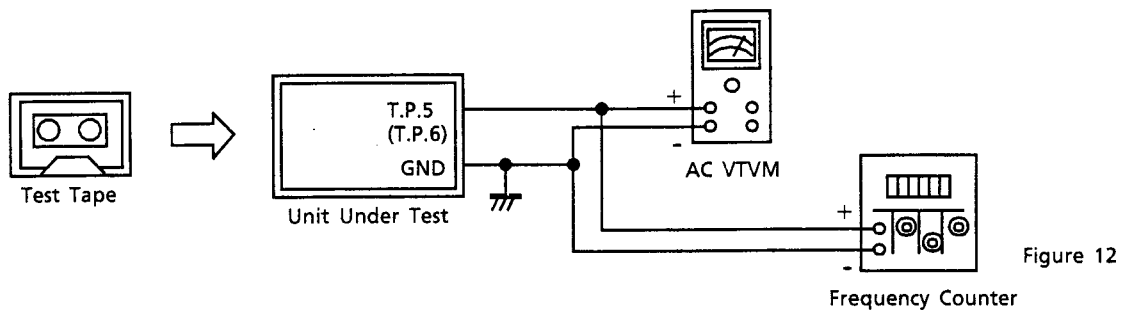 T.P.5
(T.P.6)
GND
Test Tape
Unit Under Test
+
-
AC VTVM
+
-
Frequency Counter
Figure 12